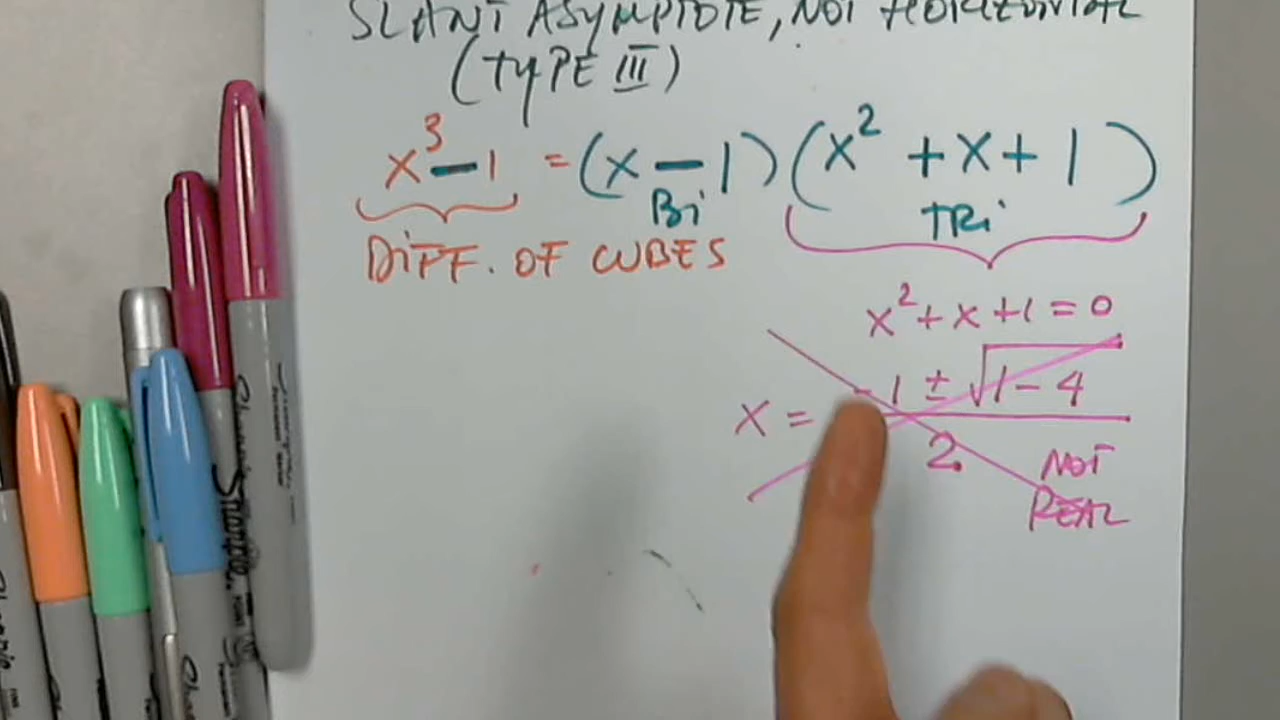 SLANT ASYMPTOTE, NOT HORIZONTAL
(TYPE III)
x³ - 1 = (x - 1)(x² + x + 1)
Bi TRi
DIFF. OF CUBES
x² + x + 1 = 0
x = -1 ± √1 - 4
2
NOT
REAL
Sharpie